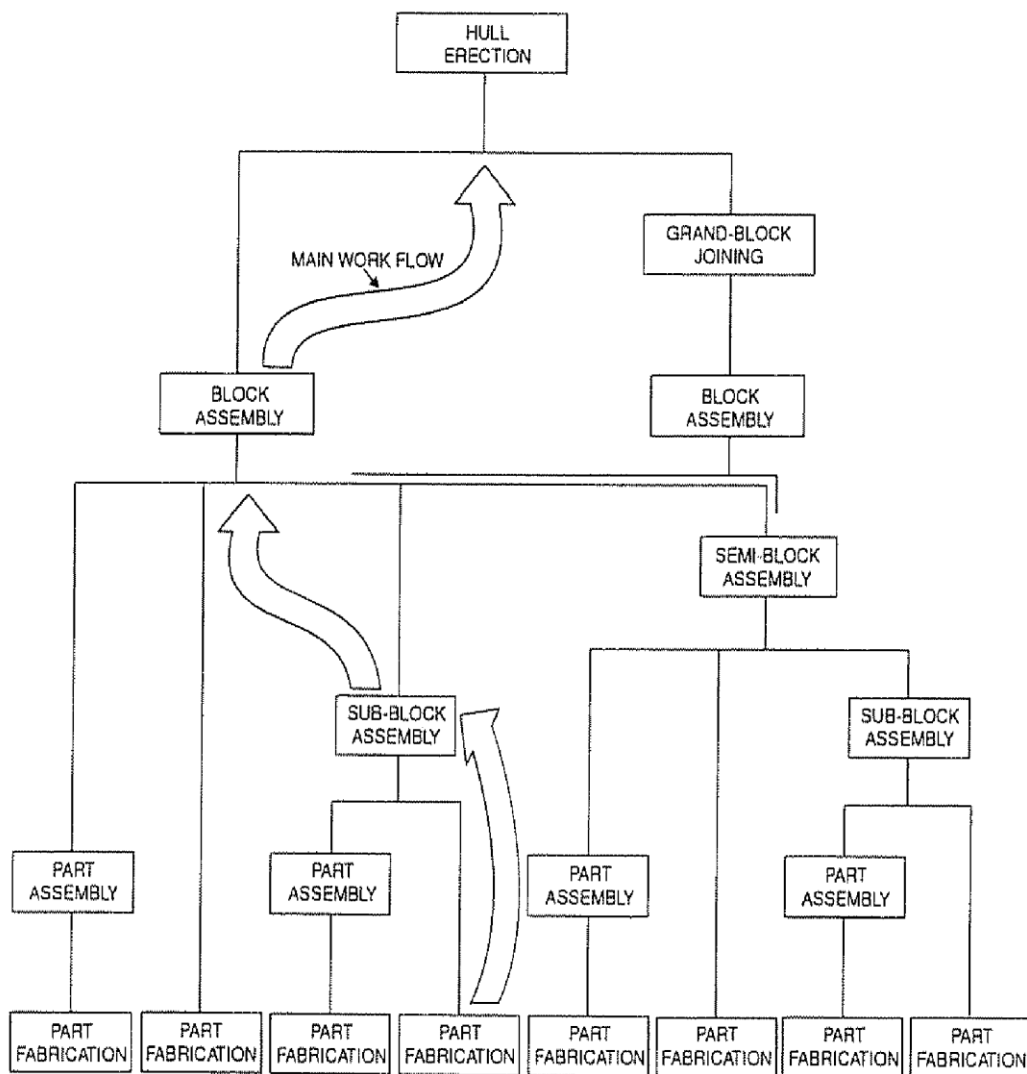 HULL
ERECTION
GRAND-BLOCK
JOINING
MAIN WORK FLOW
BLOCK
ASSEMBLY
BLOCK
ASSEMBLY
SEMI-BLOCK
ASSEMBLY
SUB-BLOCK
ASSEMBLY
SUB-BLOCK
ASSEMBLY
PART
ASSEMBLY
PART
ASSEMBLY
PART
ASSEMBLY
PART
ASSEMBLY
PART
FABRICATION
PART
FABRICATION
PART
FABRICATION
PART
FABRICATION
PART
FABRICATION
PART
FABRICATION
PART
FABRICATION
PART
FABRICATION